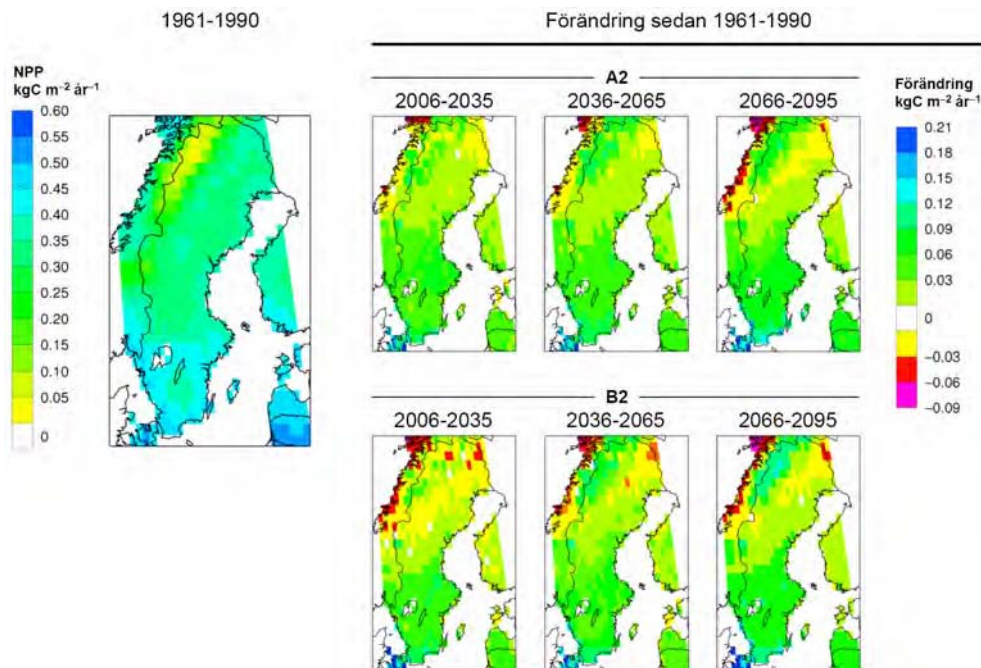 1961-1990
Förändring sedan 1961-1990
NPP
kgC m⁻² år⁻¹
0.60
0.55
0.50
0.45
0.40
0.35
0.30
0.25
0.20
0.15
0.10
0.05
0
A2
2006-2035 2036-2065 2066-2095
Förändring
kgC m⁻² år⁻¹
0.21
0.18
0.15
0.12
0.09
0.06
0.03
0
–0.03
–0.06
–0.09
B2
2006-2035 2036-2065 2066-2095